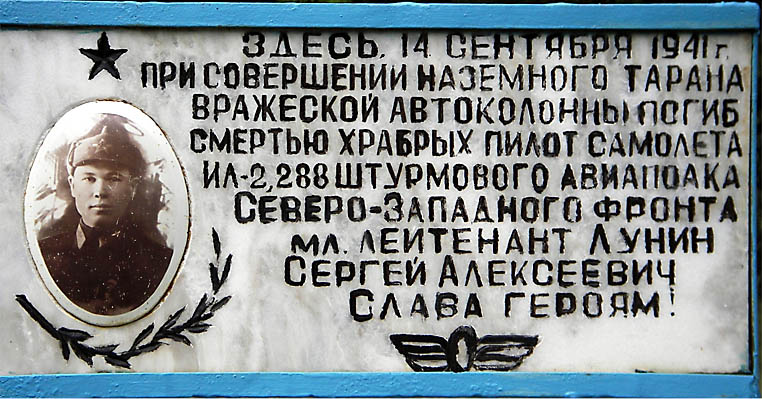 ЗДЕСЬ, 14 СЕНТЯБРЯ 1941 г.
ПРИ СОВЕРШЕНИИ НАЗЕМНОГО ТАРАНА
ВРАЖЕСКОЙ АВТОКОЛОННЫ ПОГИБ
СМЕРТЬЮ ХРАБРЫХ ПИЛОТ САМОЛЕТА
ИЛ-2, 288 ШТУРМОВОГО АВИАПОЛКА
СЕВЕРО-ЗАПАДНОГО ФРОНТА
МЛ. ЛЕЙТЕНАНТ ЛУНИН
СЕРГЕЙ АЛЕКСЕЕВИЧ
СЛАВА ГЕРОЯМ!